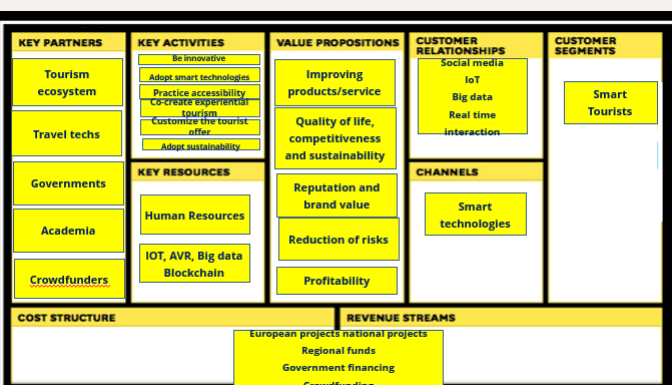 KEY PARTNERS
Tourism
ecosystem
Travel techs
Governments
Academia
Crowdfunders
KEY ACTIVITIES
Be innovative
Adopt smart technologies
Practice accessibility
Co-create experiential
tourism
Customize the tourist
offer
Adopt sustainability
KEY RESOURCES
Human Resources
IOT, AVR, Big data
Blockchain
VALUE PROPOSITIONS
Improving
products/service
Quality of life,
competitiveness
and sustainability
Reputation and
brand value
Reduction of risks
Profitability
CUSTOMER
RELATIONSHIPS
Social media
IoT
Big data
Real time
interaction
CHANNELS
Smart
technologies
CUSTOMER
SEGMENTS
Smart
Tourists
COST STRUCTURE
REVENUE STREAMS
European projects national projects
Regional funds
Government financing
Crowdfunding